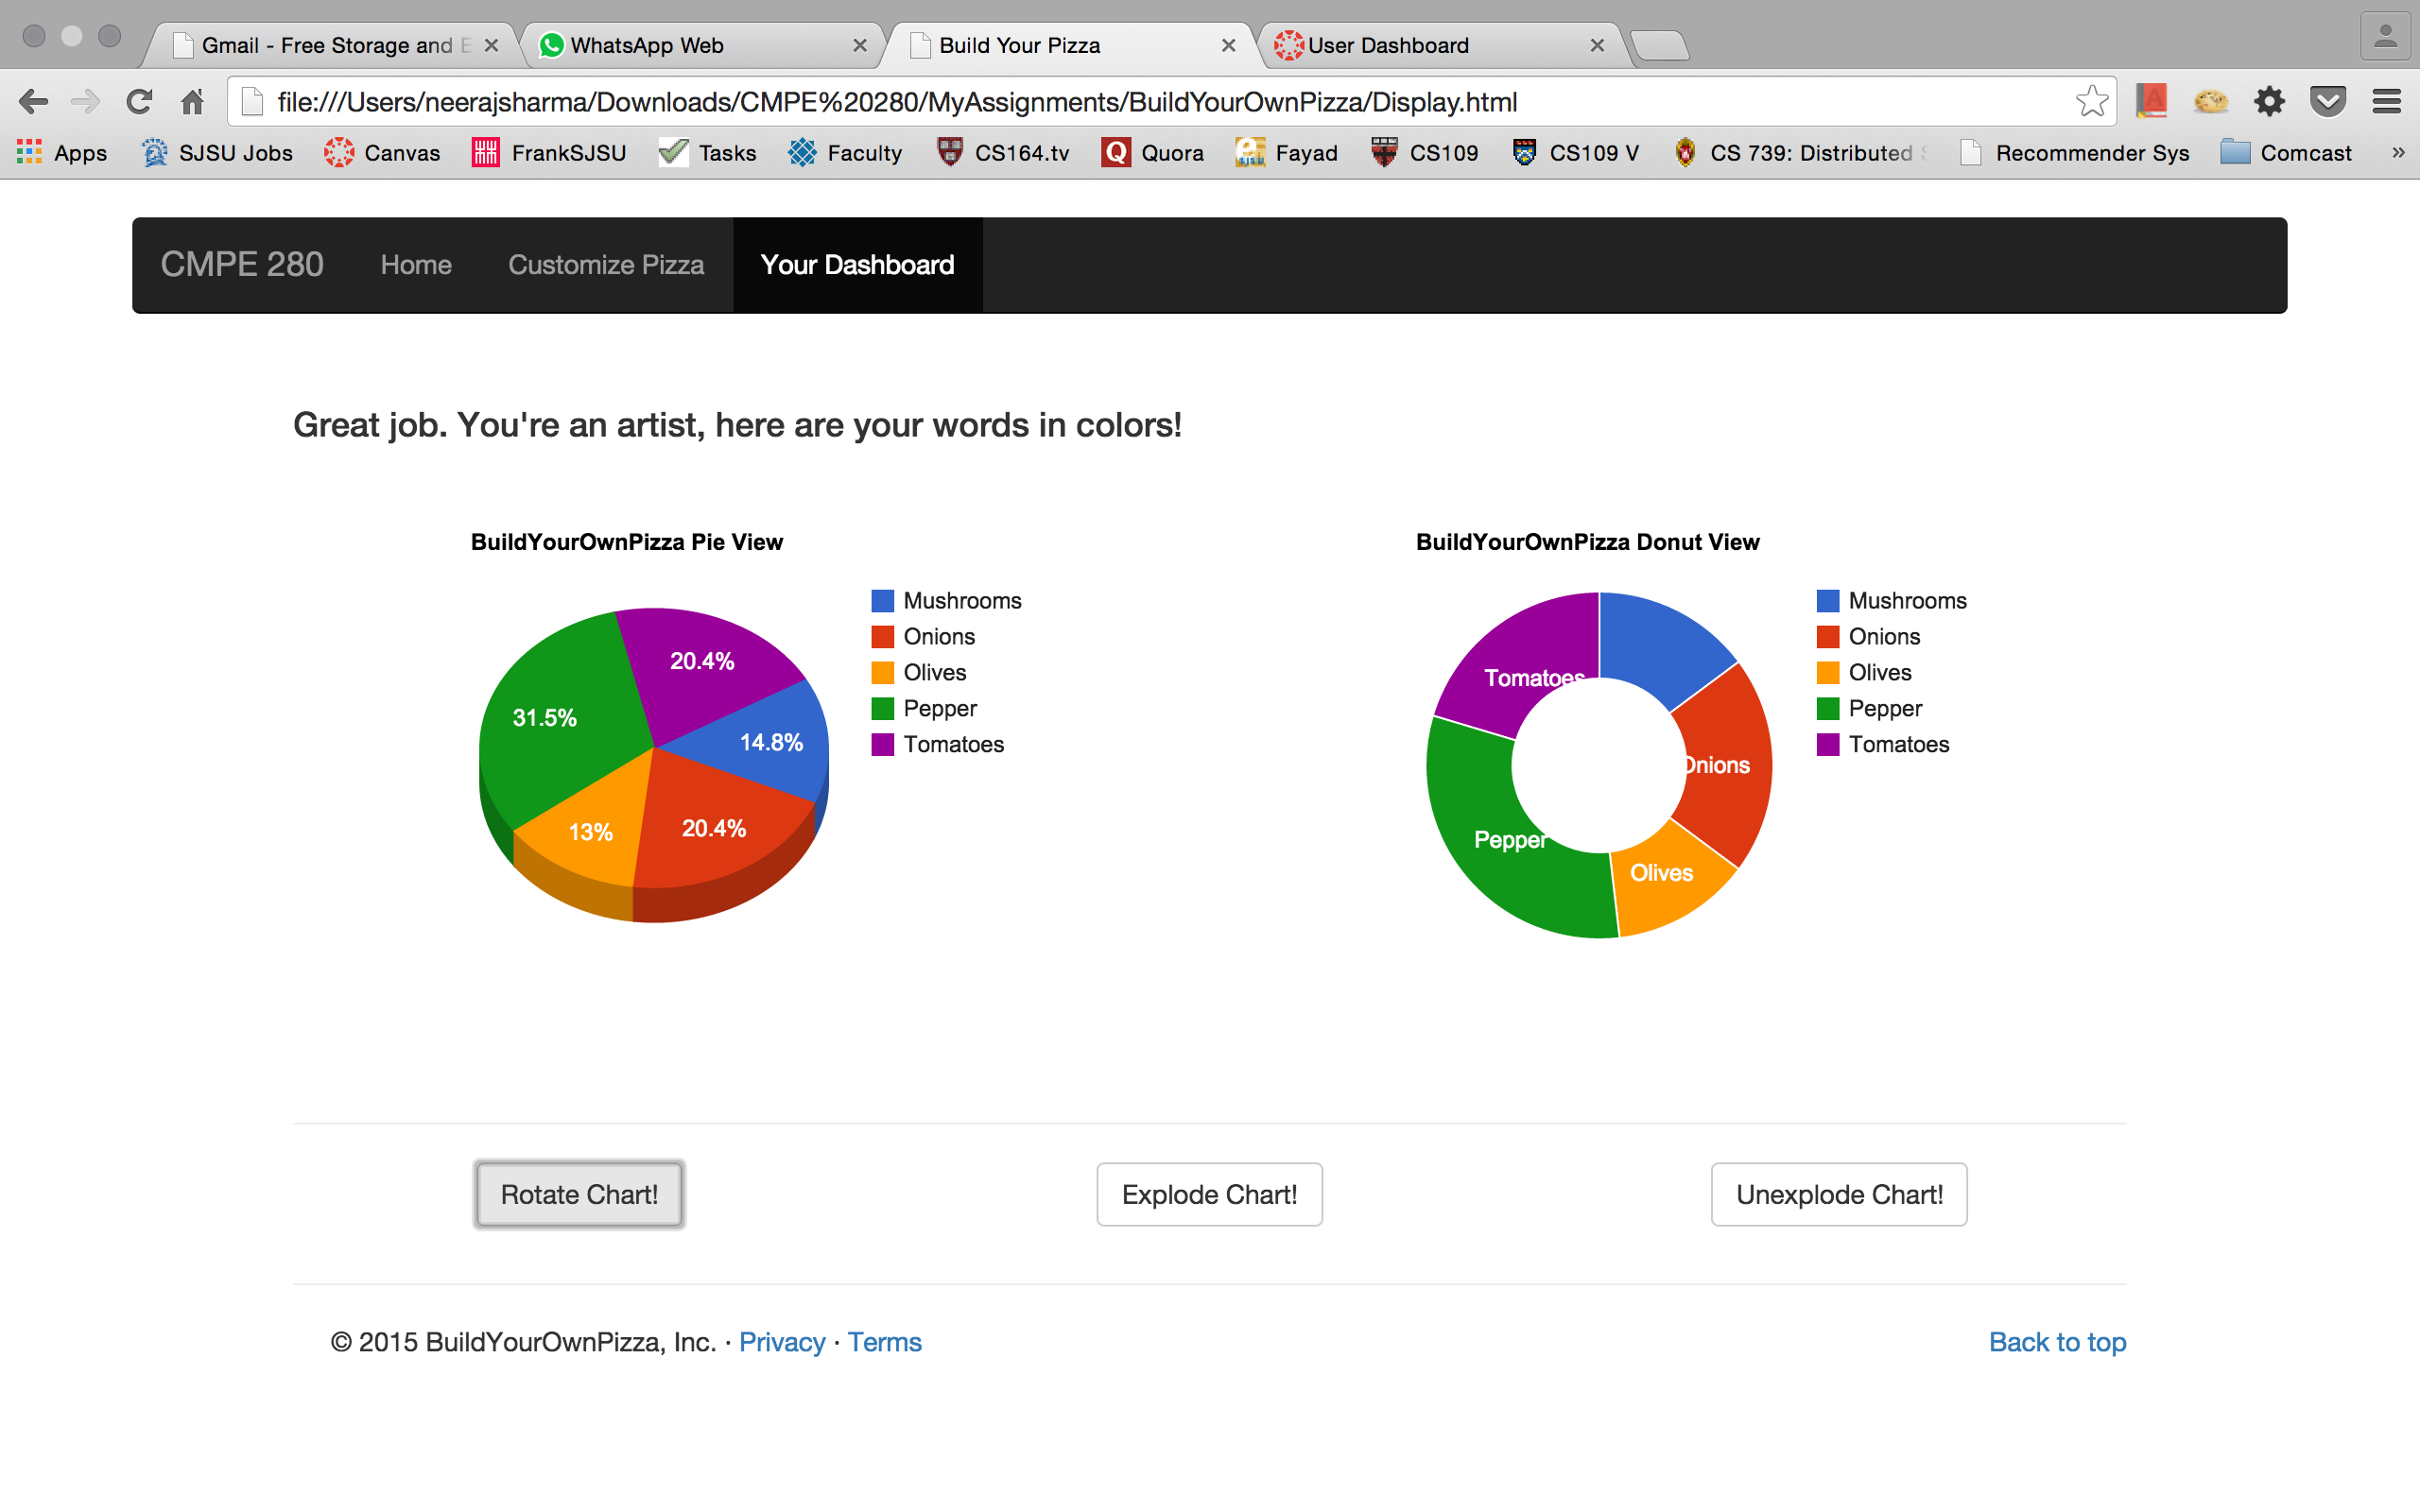 Gmail - Free Storage and E
WhatsApp Web
Build Your Pizza
User Dashboard
file:///Users/neerajsharma/Downloads/CMPE%20280/MyAssignments/BuildYourOwnPizza/Display.html
Apps SJSU Jobs Canvas FrankSJSU Tasks Faculty CS164.tv Quora Fayad CS109 CS109 V CS 739: Distributed Recommender Sys Comcast »
CMPE 280 Home Customize Pizza Your Dashboard
Great job. You're an artist, here are your words in colors!
BuildYourOwnPizza Pie View
20.4%
31.5%
14.8%
13%
20.4%
Mushrooms
Onions
Olives
Pepper
Tomatoes
BuildYourOwnPizza Donut View
Tomatoes
Onions
Pepper
Olives
Mushrooms
Onions
Olives
Pepper
Tomatoes
Rotate Chart! Explode Chart! Unexplode Chart!
© 2015 BuildYourOwnPizza, Inc. · Privacy · Terms Back to top